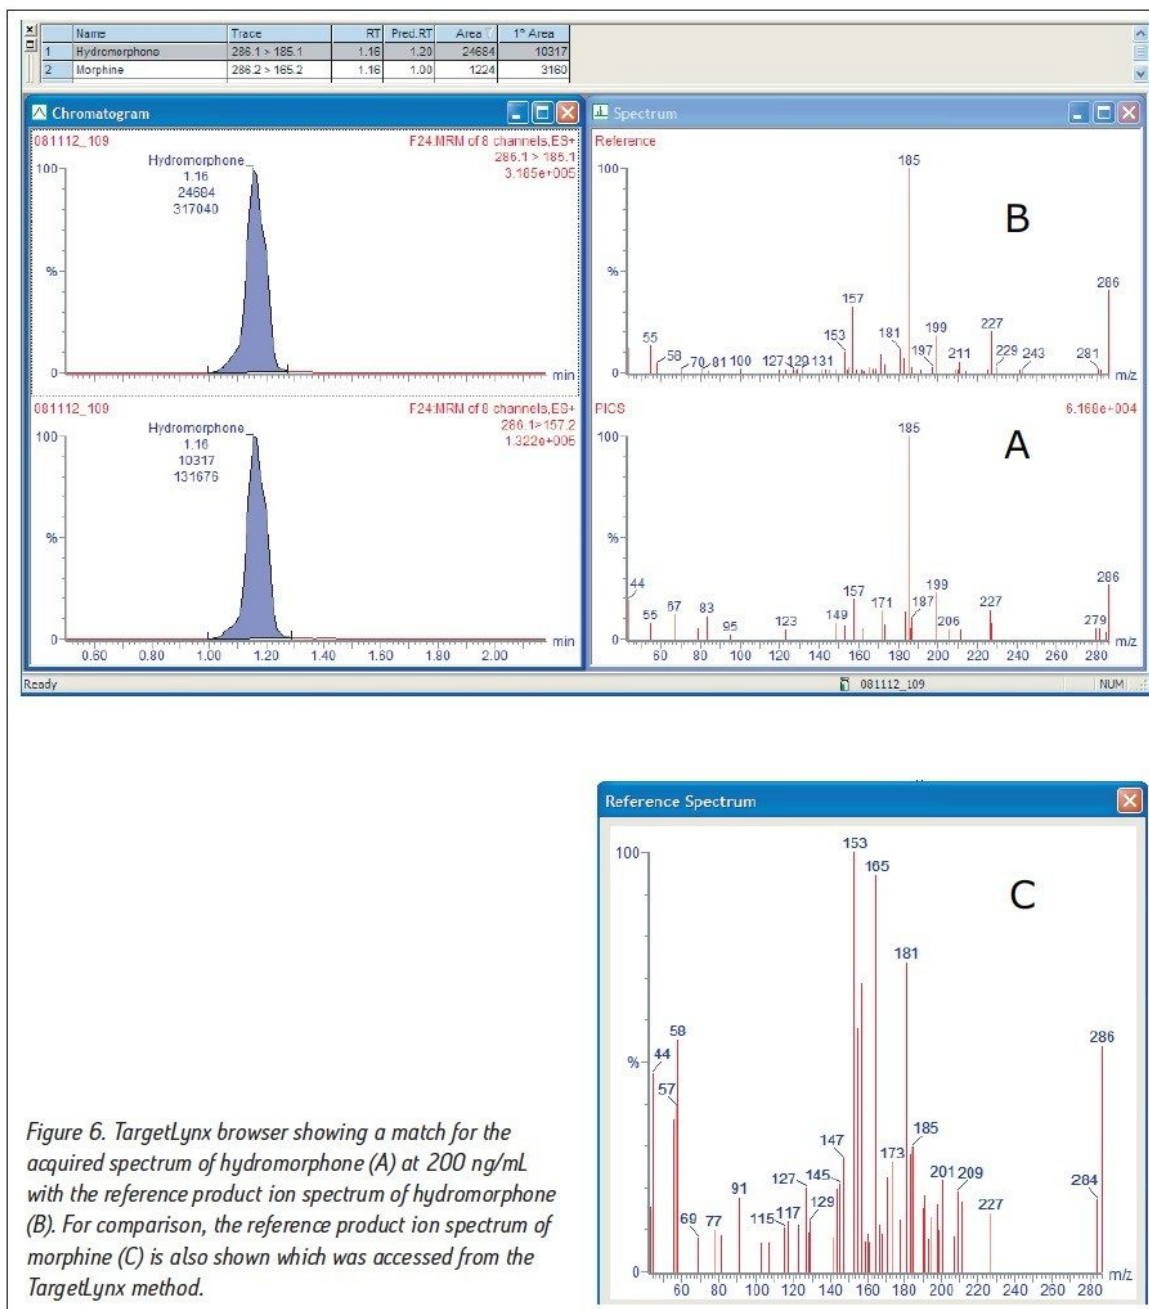 Name Trace RT Pred.RT Area 1° Area
1 Hydromorphone 286.1 > 185.1 1.16 1.20 24684 10317
2 Morphine 286.2 > 165.2 1.16 1.00 1224 3160
Chromatogram
081112_109
F24:MRM of 8 channels,ES+
286.1 > 185.1
3.185e+005
Hydromorphone
1.16
24684
317040
100
%
0
min
081112_109
F24:MRM of 8 channels,ES+
286.1>157.2
1.322e+005
Hydromorphone
1.16
10317
131676
100
%
0
min
0.60 0.80 1.00 1.20 1.40 1.60 1.80 2.00
Spectrum
Reference
B
100
%
0
55 58 70 81 100 127 129 131 153 157 181 185 197 199 211 227 229 243 281 286
m/z
PICS
6.168e+004
A
100
%
0
44 55 67 83 95 123 149 157 171 185 187 199 206 227 279 286
m/z
60 80 100 120 140 160 180 200 220 240 260 280
Ready 081112_109 NUM
Reference Spectrum
C
100
%
0
44 57 58 69 77 91 115 117 127 129 145 147 153 165 173 181 185 201 209 227 284 286
m/z
60 80 100 120 140 160 180 200 220 240 260 280
Figure 6. TargetLynx browser showing a match for the
acquired spectrum of hydromorphone (A) at 200 ng/mL
with the reference product ion spectrum of hydromorphone
(B). For comparison, the reference product ion spectrum of
morphine (C) is also shown which was accessed from the
TargetLynx method.